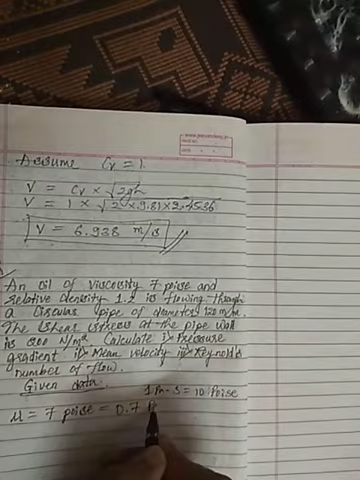 Assume Cv = 1.
V = Cv × √2gh
V = 1 × √2 × 9.81 × 2.4536
V = 6.938 m/s
An oil of viscosity 7 poise and
relative density 1.2 is flowing through
a circular pipe of diameter 120 mm.
The shear stress at the pipe wall
is 200 N/m² Calculate i> Pressure
gradient ii> Mean velocity iii> Reynold's
number of flow.
Given data.
1 Pa-S = 10 Poise
μ = 7 poise = 0.7 P